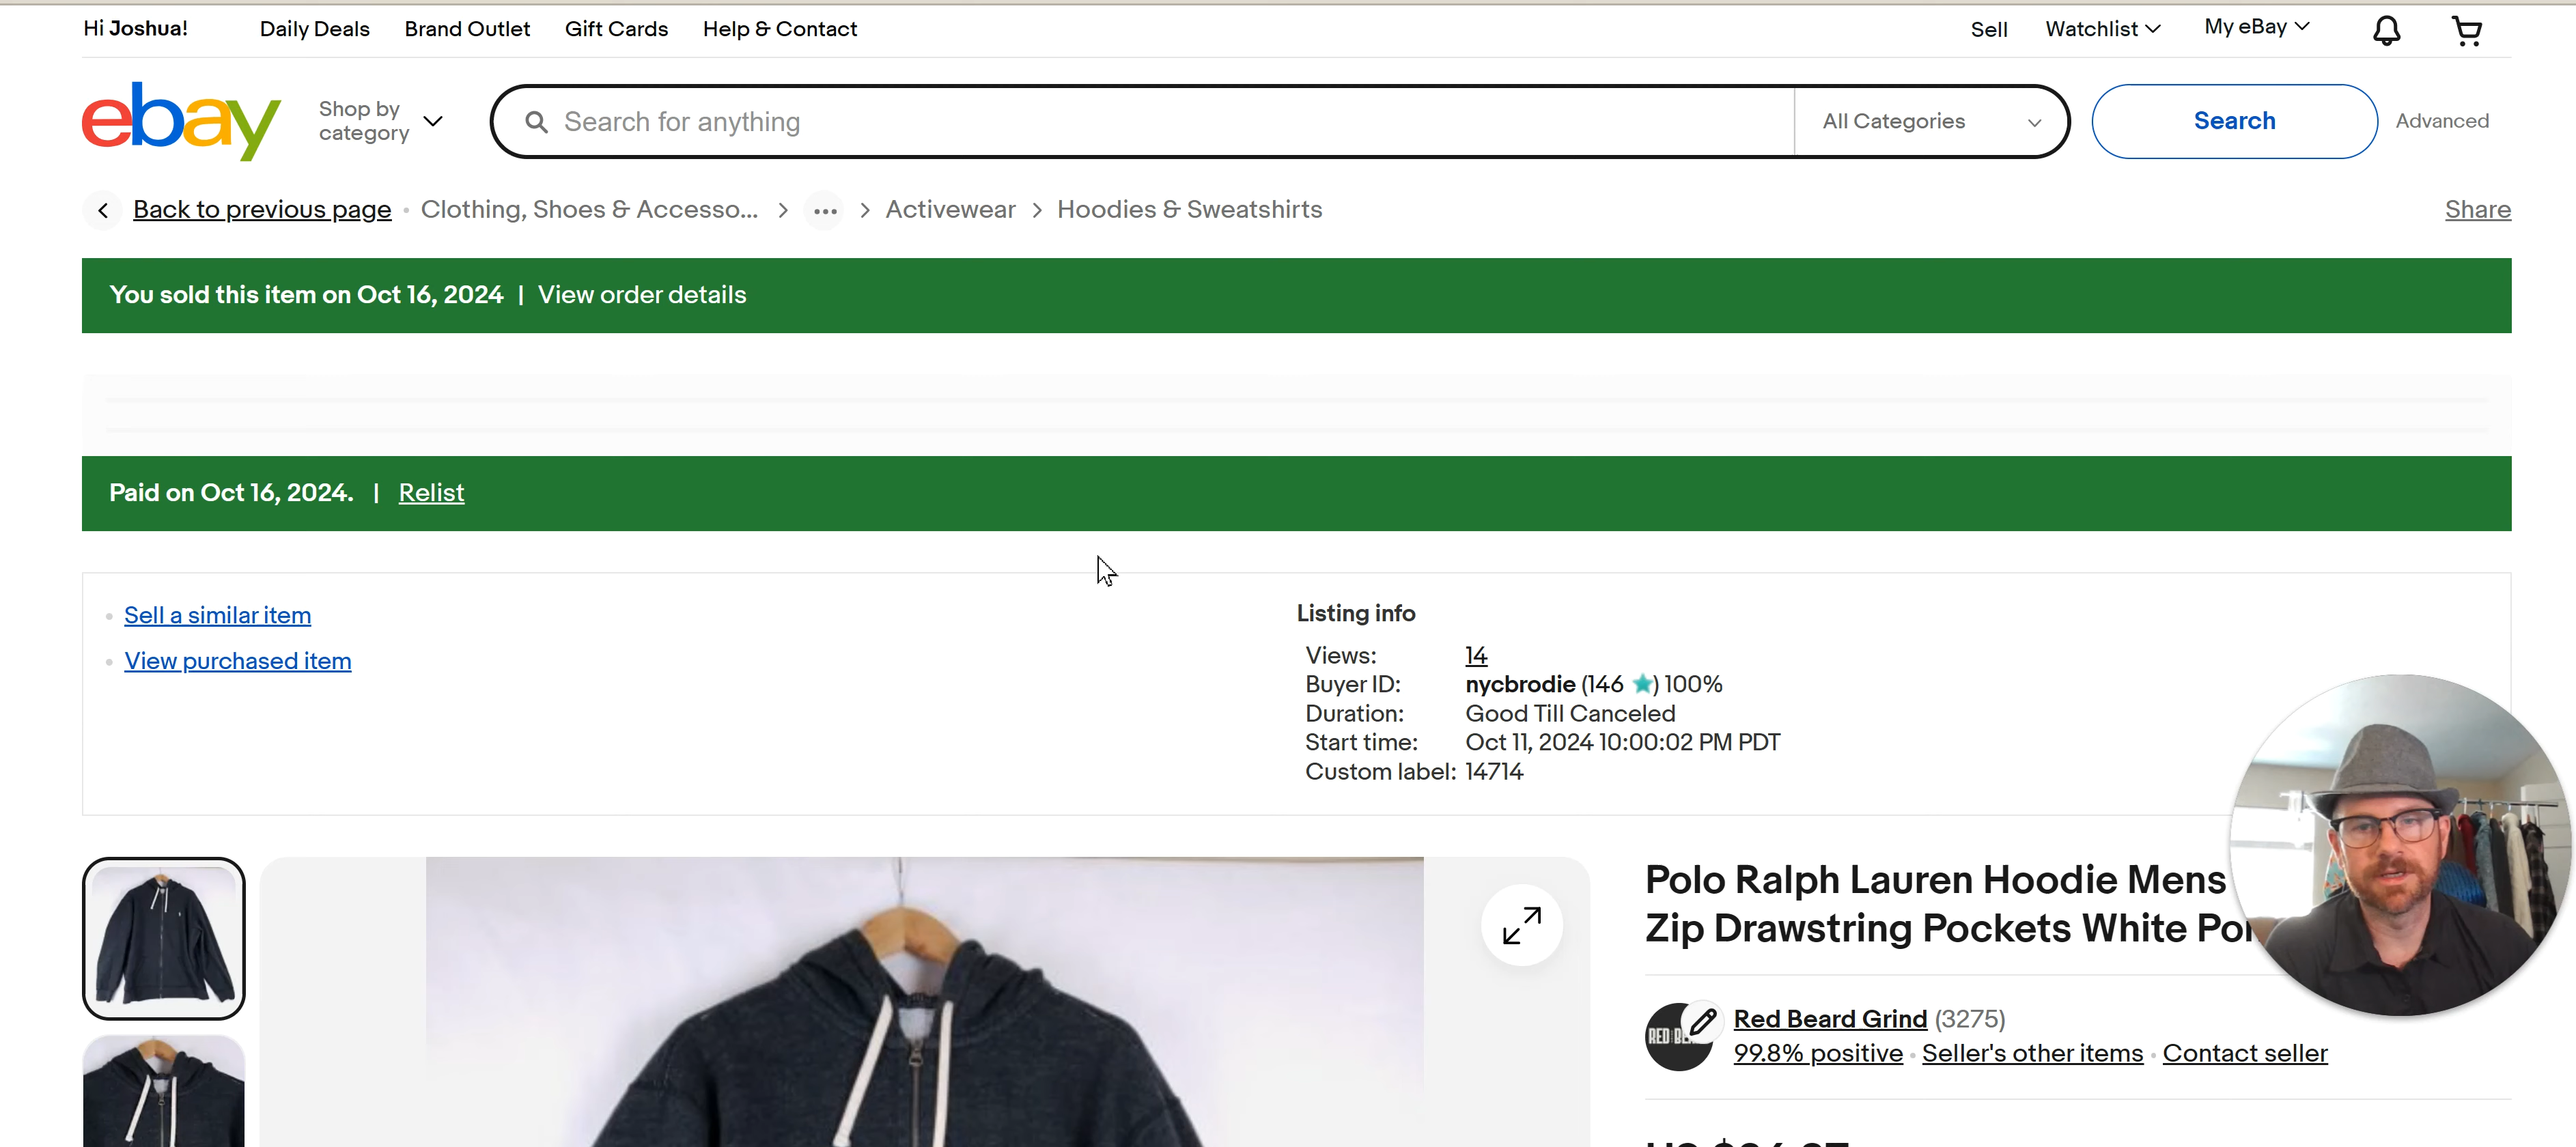 Hi Joshua! Daily Deals Brand Outlet Gift Cards Help & Contact Sell Watchlist My eBay
ebay Shop by category Search for anything All Categories Search Advanced
Back to previous page • Clothing, Shoes & Accesso... > ... > Activewear > Hoodies & Sweatshirts Share
You sold this item on Oct 16, 2024 | View order details
Paid on Oct 16, 2024. | Relist
Sell a similar item
View purchased item
Listing info
Views: 14
Buyer ID: nycbrodie (146 ) 100%
Duration: Good Till Canceled
Start time: Oct 11, 2024 10:00:02 PM PDT
Custom label: 14714
Polo Ralph Lauren Hoodie Mens
Zip Drawstring Pockets White
Red Beard Grind (3275)
99.8% positive • Seller's other items • Contact seller